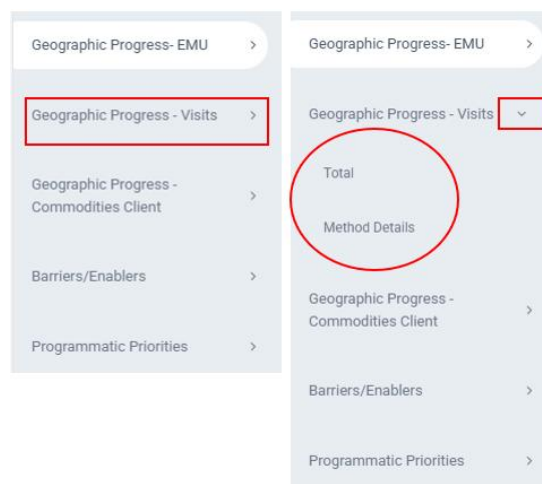 Geographic Progress- EMU
Geographic Progress - Visits
Geographic Progress -
Commodities Client
Barriers/Enablers
Programmatic Priorities
Geographic Progress- EMU
Geographic Progress - Visits
Total
Method Details
Geographic Progress -
Commodities Client
Barriers/Enablers
Programmatic Priorities